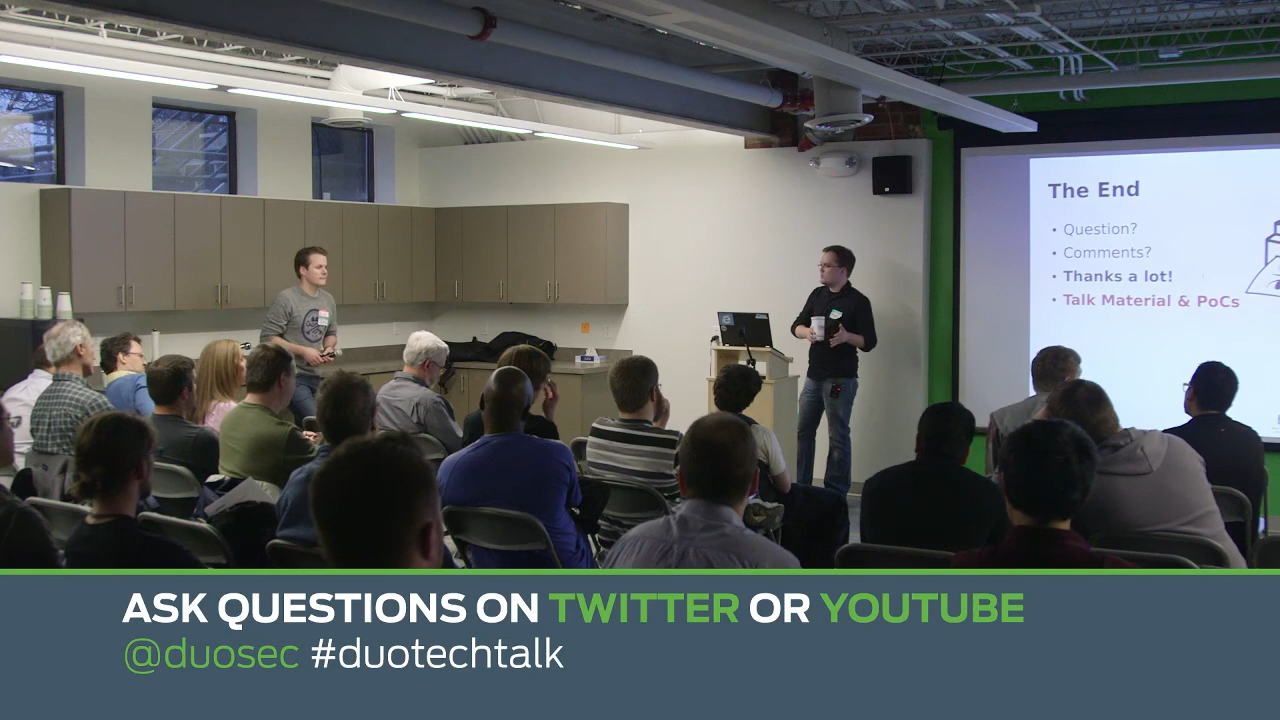 The End
• Question?
• Comments?
• Thanks a lot!
• Talk Material & PoCs
ASK QUESTIONS ON TWITTER OR YOUTUBE
@duosec #duotechtalk